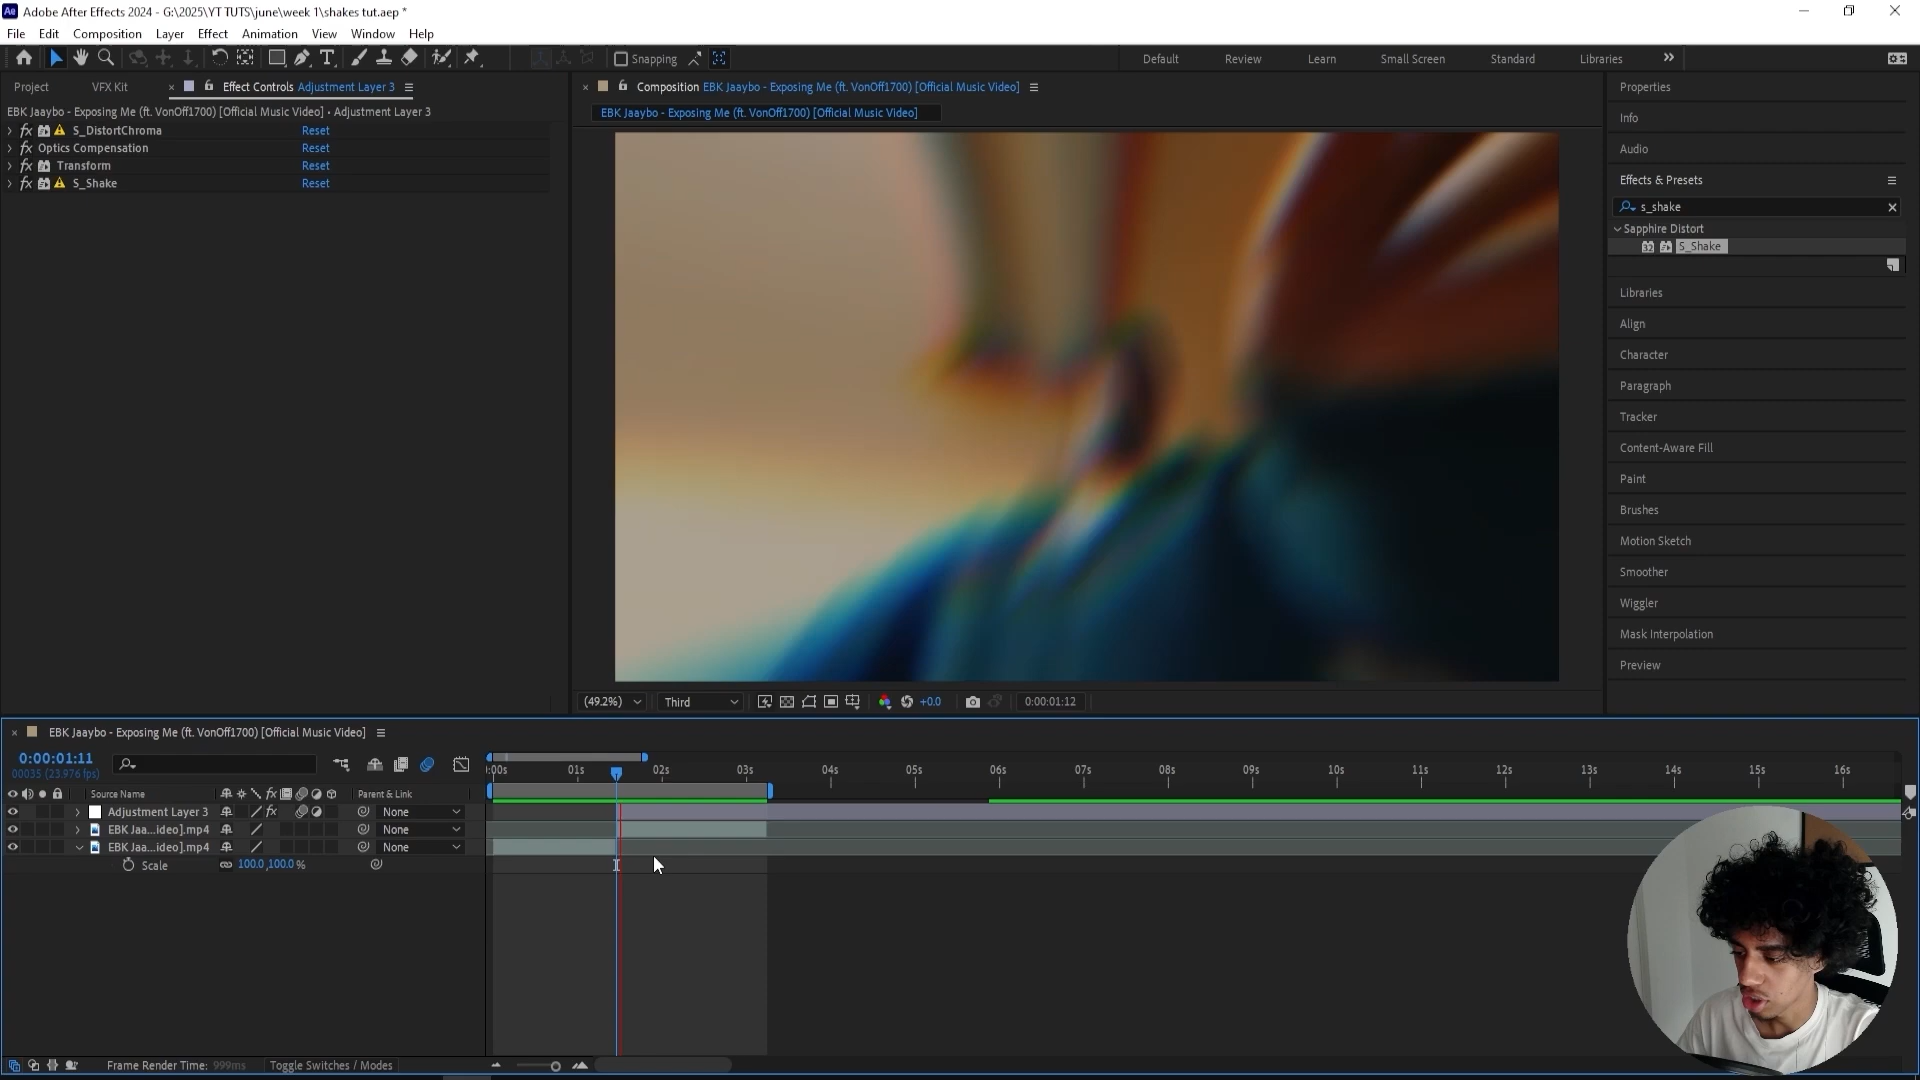 Adobe After Effects 2024 - G:\2025\YT TUTS\june\week 1\shakes tut.aep *
File Edit Composition Layer Effect Animation View Window Help
Snapping
Default Review Learn Small Screen Standard Libraries
Project VFX Kit Effect Controls Adjustment Layer 3
EBK Jaaybo - Exposing Me (ft. VonOff1700) [Official Music Video] • Adjustment Layer 3
fx S_DistortChroma Reset
fx Optics Compensation Reset
fx Transform Reset
fx S_Shake Reset
Composition EBK Jaaybo - Exposing Me (ft. VonOff1700) [Official Music Video]
EBK Jaaybo - Exposing Me (ft. VonOff1700) [Official Music Video]
(49.2%) Third +0.0 0:00:01:12
Properties
Info
Audio
Effects & Presets
s_shake
Sapphire Distort
32 S_Shake
Libraries
Align
Character
Paragraph
Tracker
Content-Aware Fill
Paint
Brushes
Motion Sketch
Smoother
Wiggler
Mask Interpolation
Preview
EBK Jaaybo - Exposing Me (ft. VonOff1700) [Official Music Video]
0:00:01:11
00035 (23.976 fps)
:00s 01s 02s 03s 04s 05s 06s 07s 08s 09s 10s 11s 12s 13s 14s 15s 16s
Source Name Parent & Link
Adjustment Layer 3 fx None
EBK Jaa...ideo].mp4 None
EBK Jaa...ideo].mp4 None
Scale 100.0,100.0 %
Frame Render Time: 999ms Toggle Switches / Modes